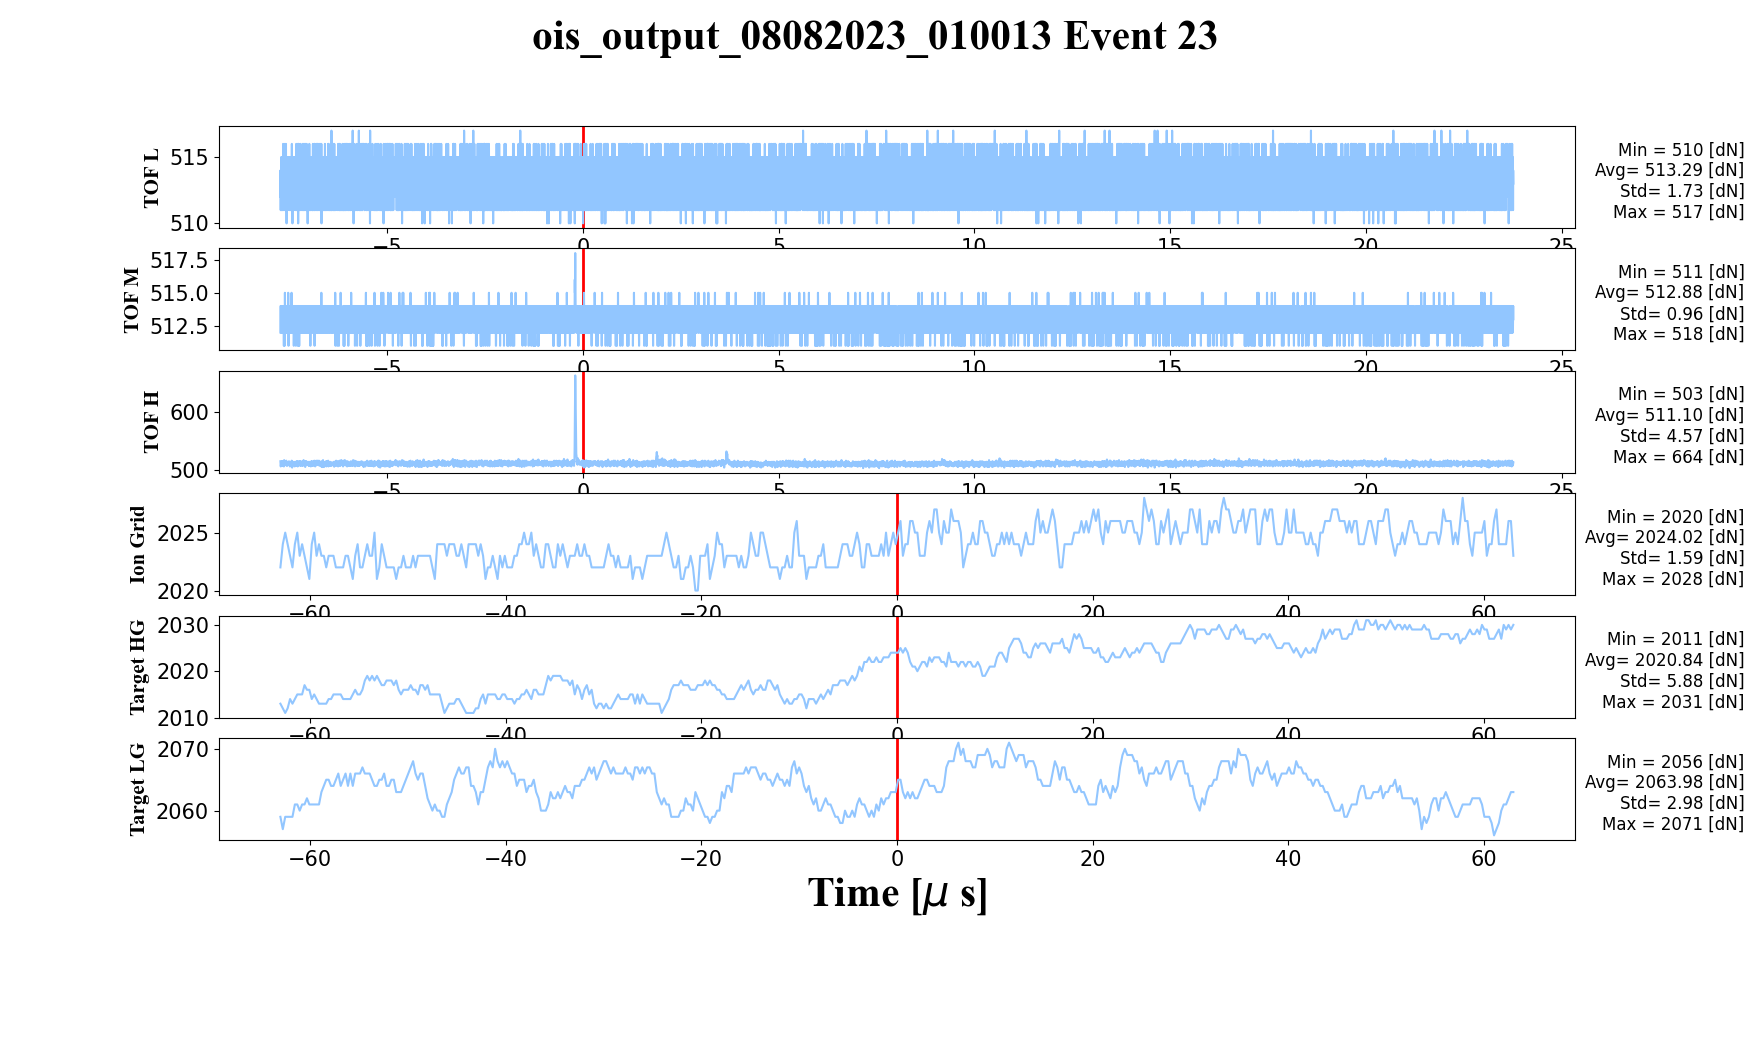 ois_output_08082023_010013 Event 23
TOF L
515
510
Min = 510 [dN]
Avg= 513.29 [dN]
Std= 1.73 [dN]
Max = 517 [dN]
−5 0 5 10 15 20 25
TOF M
517.5
515.0
512.5
Min = 511 [dN]
Avg= 512.88 [dN]
Std= 0.96 [dN]
Max = 518 [dN]
−5 0 5 10 15 20 25
TOF H
600
500
Min = 503 [dN]
Avg= 511.10 [dN]
Std= 4.57 [dN]
Max = 664 [dN]
−5 0 5 10 15 20 25
Ion Grid
2025
2020
Min = 2020 [dN]
Avg= 2024.02 [dN]
Std= 1.59 [dN]
Max = 2028 [dN]
−60 −40 −20 0 20 40 60
Target HG
2030
2020
2010
Min = 2011 [dN]
Avg= 2020.84 [dN]
Std= 5.88 [dN]
Max = 2031 [dN]
−60 −40 −20 0 20 40 60
Target LG
2070
2060
Min = 2056 [dN]
Avg= 2063.98 [dN]
Std= 2.98 [dN]
Max = 2071 [dN]
−60 −40 −20 0 20 40 60
Time [μ s]